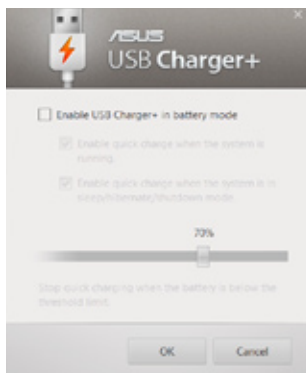 ASUS
USB Charger+
Enable USB Charger+ in battery mode
Enable quick charge when the system is
running.
Enable quick charge when the system is in
sleep/hibernate/shutdown mode.
70%
Stop quick charging when the battery is below the
threshold limit.
OK
Cancel